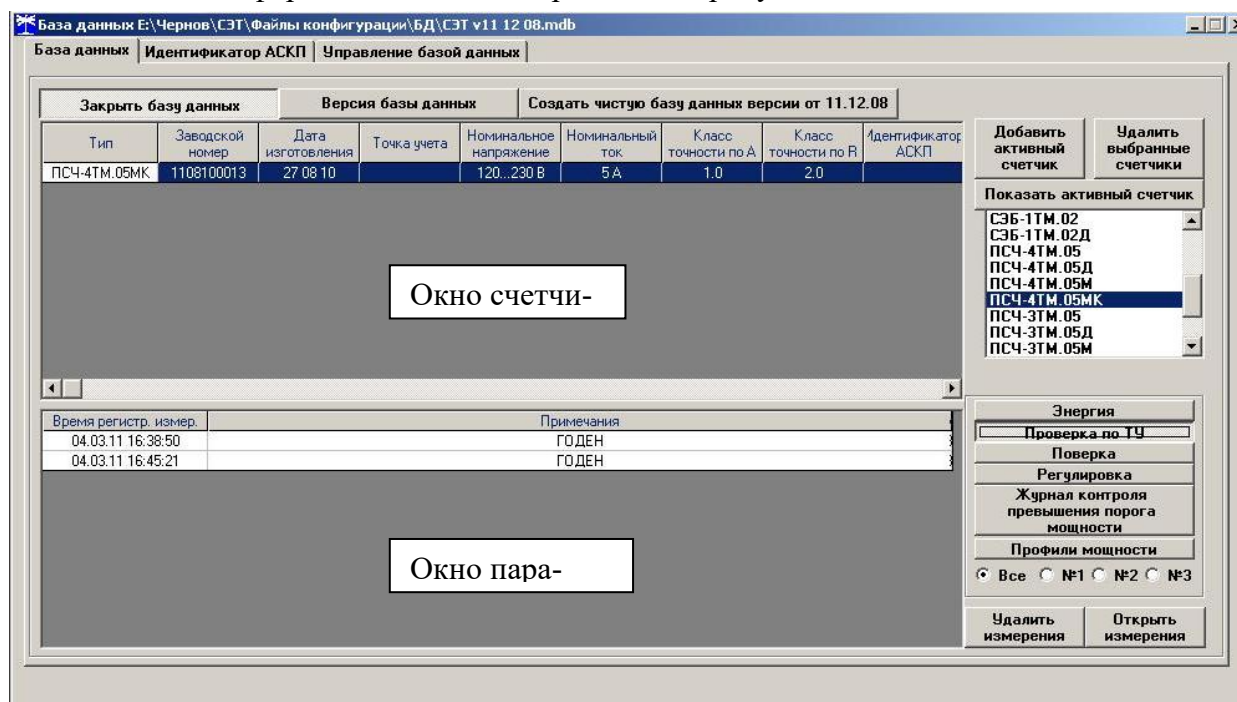 База данных E:\Чернов\СЭТ\Файлы конфигурации\БД\СЭТ v11 12 08.mdb
База данных Идентификатор АСКП Управление базой данных
Закрыть базу данных Версия базы данных Создать чистую базу данных версии от 11.12.08
Тип Заводской номер Дата изготовления Точка учета Номинальное напряжение Номинальный ток Класс точности по А Класс точности по R Идентификатор АСКП
ПСЧ-4ТМ.05МК 1108100013 27 08 10 120...230 В 5 А 1.0 2.0
Добавить активный счетчик
Удалить выбранные счетчики
Показать активный счетчик
СЭБ-1ТМ.02
СЭБ-1ТМ.02Д
ПСЧ-4ТМ.05
ПСЧ-4ТМ.05Д
ПСЧ-4ТМ.05М
ПСЧ-4ТМ.05МК
ПСЧ-3ТМ.05
ПСЧ-3ТМ.05Д
ПСЧ-3ТМ.05М
Окно счетчи-
Время регистр. измер. Примечания
04.03.11 16:38:50 ГОДЕН
04.03.11 16:45:21 ГОДЕН
Окно пара-
Энергия
Проверка по ТУ
Поверка
Регулировка
Журнал контроля
превышения порога
мощности
Профили мощности
Все №1 №2 №3
Удалить измерения
Открыть измерения